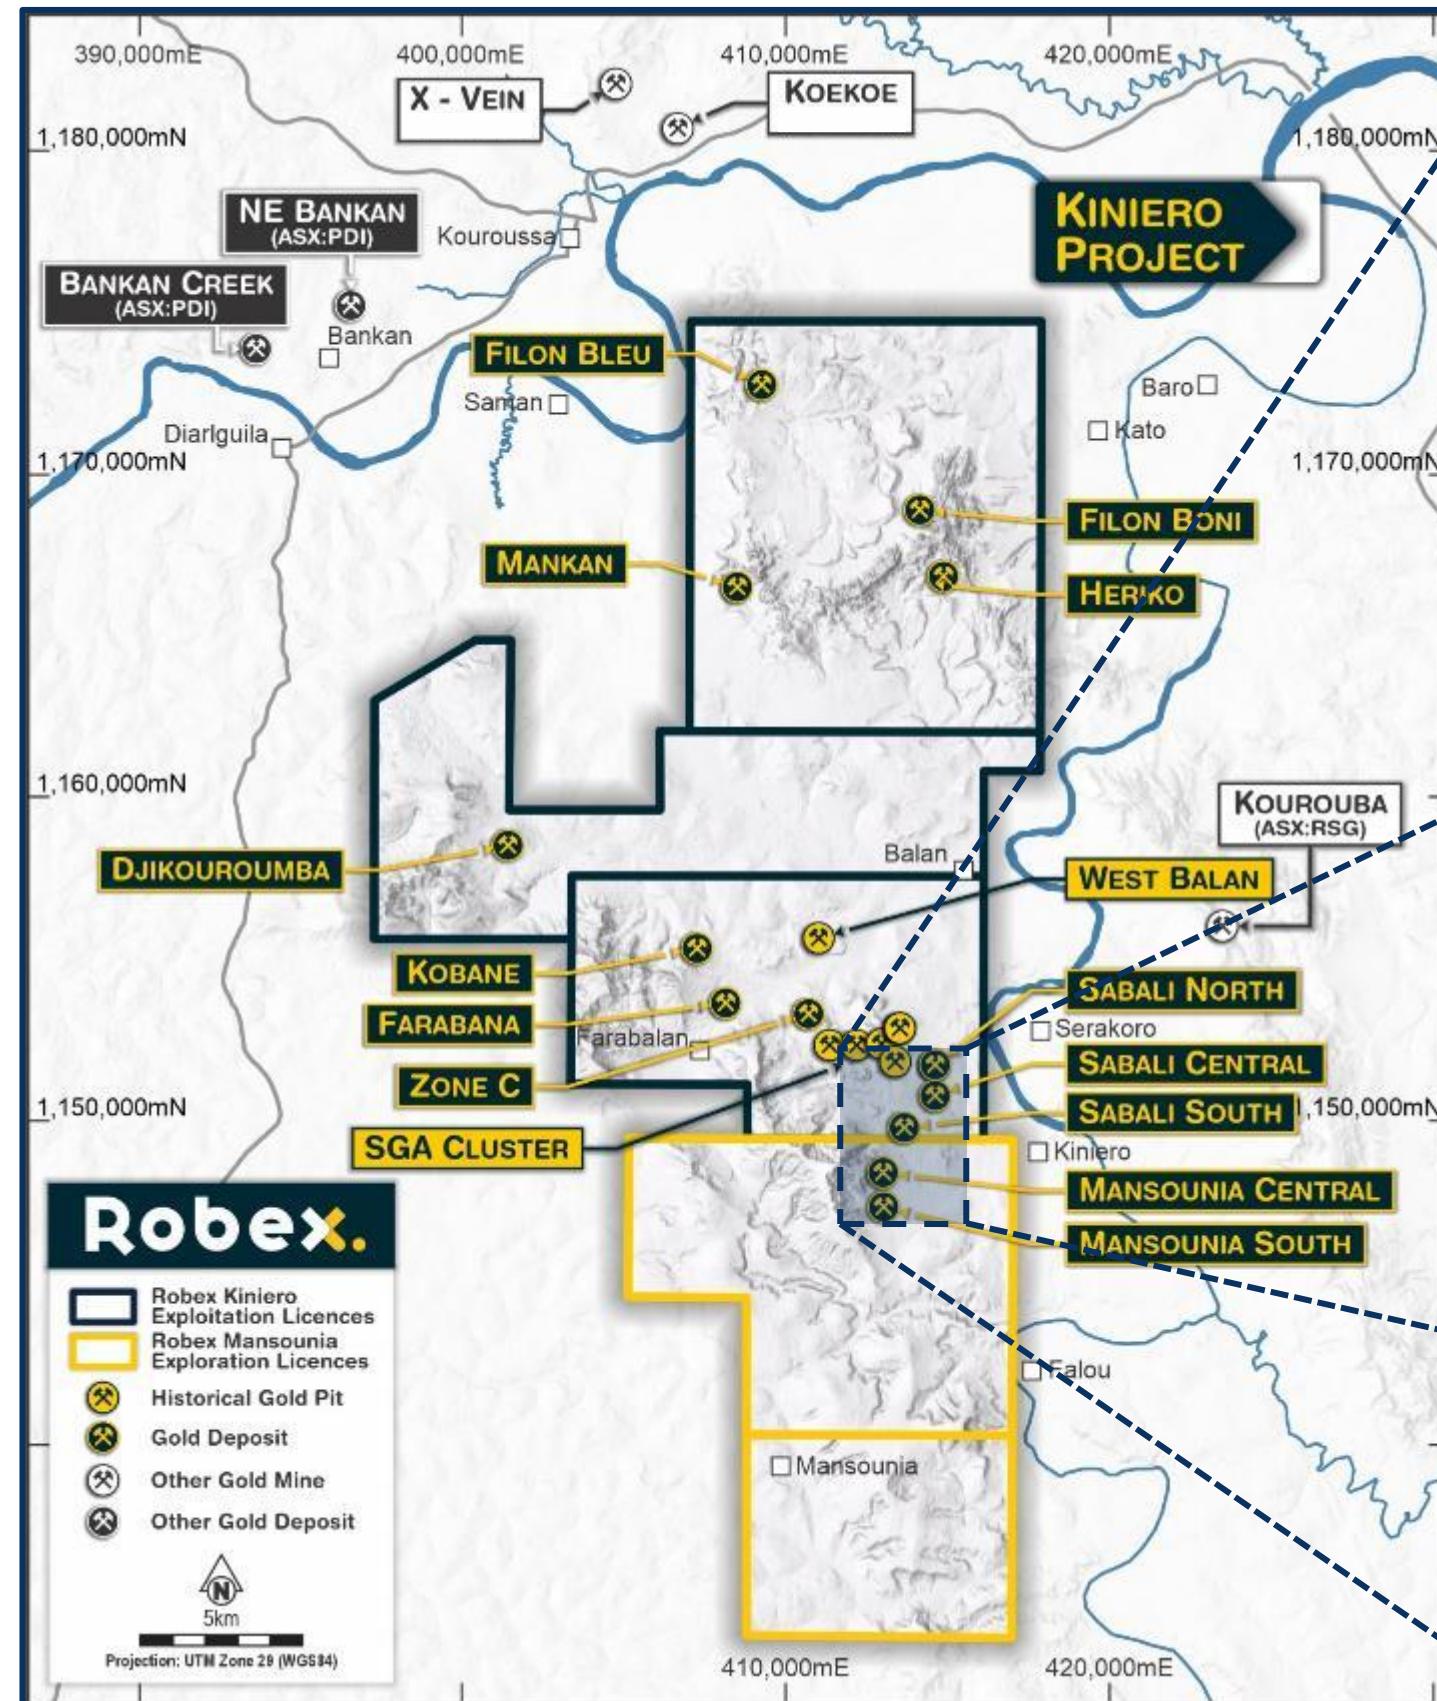 390,000mE
400,000mE
410,000mE
420,000mE
X - VEIN
KOEKOE
1,180,000mN
1,180,000mN
KINIERO
PROJECT
NE BANKAN
(ASX:PDI)
Kouroussa
BANKAN CREEK
(ASX:PDI)
Bankan
FILON BLEU
Saman
Baro
Kato
Diarlguila
1,170,000mN
1,170,000mN
FILON BONI
MANKAN
HERIKO
1,160,000mN
KOUROUBA
(ASX:RSG)
Balan
DJIKOUROUMBA
WEST BALAN
KOBANE
SABALI NORTH
FARABANA
Farabalan
Serakoro
SABALI CENTRAL
ZONE C
1,150,000mN
SABALI SOUTH
1,150,000mN
SGA CLUSTER
Kiniero
MANSOUNIA CENTRAL
MANSOUNIA SOUTH
Robex.
Robex Kiniero
Exploitation Licences
Robex Mansounia
Exploration Licences
Historical Gold Pit
Gold Deposit
Other Gold Mine
Other Gold Deposit
N
5km
Projection: UTM Zone 29 (WGS84)
Falou
Mansounia
410,000mE
420,000mE